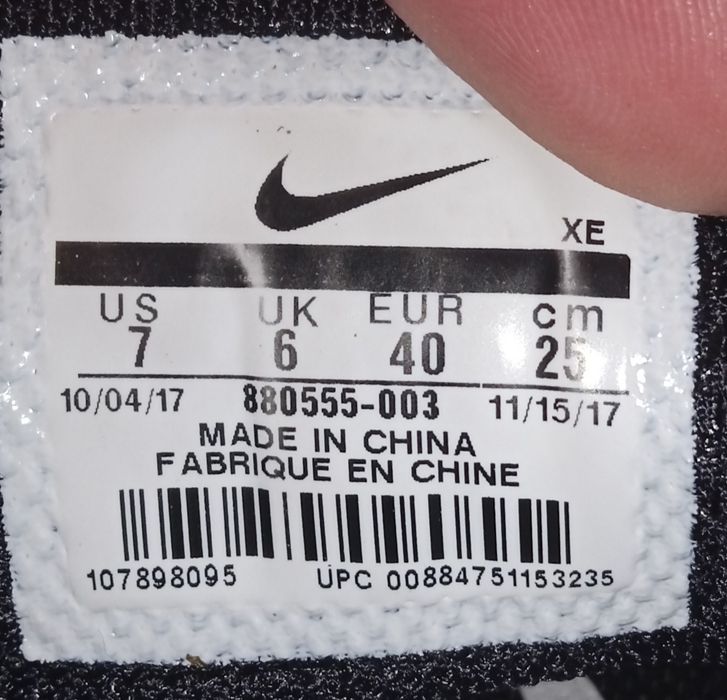 XE
US UK EUR cm
7 6 40 25
10/04/17 880555-003 11/15/17
MADE IN CHINA
FABRIQUE EN CHINE
107898095 UPC 00884751153235